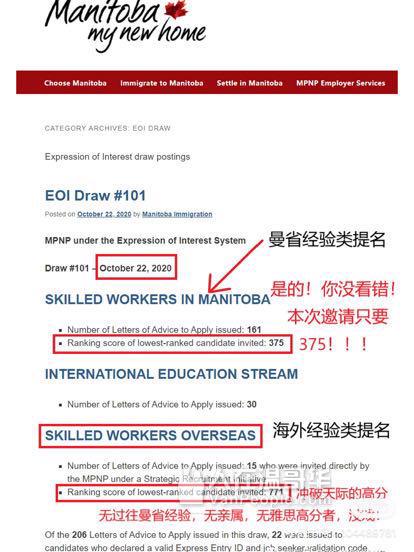 Manitoba
my new home
Choose Manitoba Immigrate to Manitoba Settle in Manitoba MPNP Employer Services
CATEGORY ARCHIVES: EOI DRAW
Expression of Interest draw postings
EOI Draw #101
Posted on October 22, 2020 by Manitoba Immigration
MPNP under the Expression of Interest System
曼省经验类提名
Draw #101 – October 22, 2020
是的！你没看错！
SKILLED WORKERS IN MANITOBA
本次邀请只要
Number of Letters of Advice to Apply issued: 161
Ranking score of lowest-ranked candidate invited: 375
375！！！
INTERNATIONAL EDUCATION STREAM
Number of Letters of Advice to Apply issued: 30
SKILLED WORKERS OVERSEAS
海外经验类提名
Number of Letters of Advice to Apply issued: 15 who were invited directly by the MPNP under a Strategic Recruitment Initiative
Ranking score of lowest-ranked candidate invited: 771
冲破天际的高分
无过往曼省经验，无亲属，无雅思高分者，没戏！
Of the 206 Letters of Advice to Apply issued in this draw, 22 were issued to
candidates who declared a valid Express Entry ID and job seeker validation code.